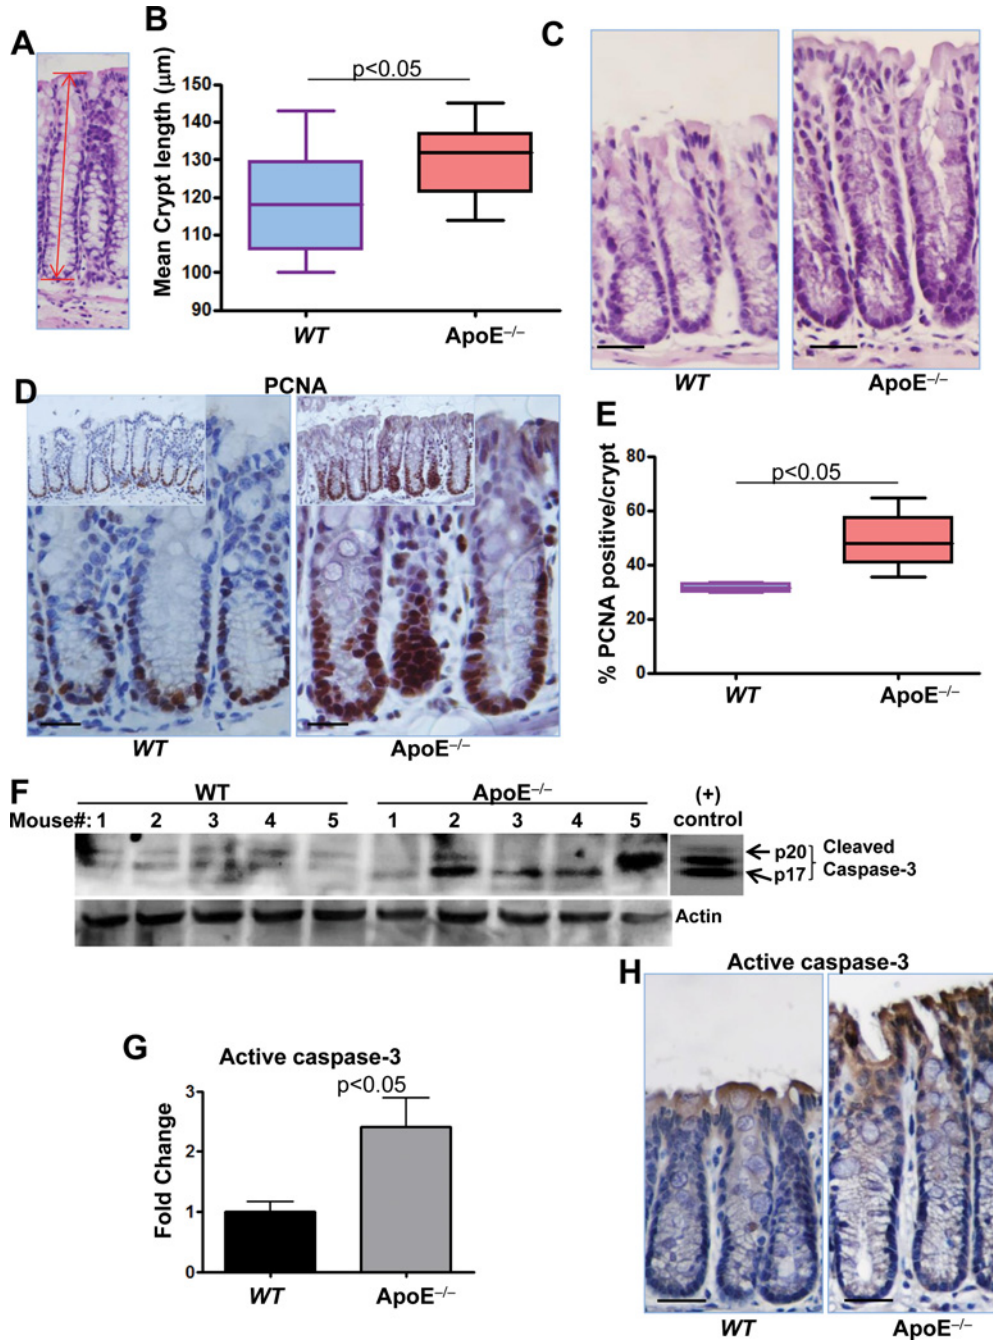 A
B
Mean Crypt length (μm)
150
140
130
120
110
100
90
p<0.05
WT
ApoE–/–
C
WT
ApoE–/–
D
PCNA
WT
ApoE–/–
E
% PCNA positive/crypt
80
60
40
20
0
p<0.05
WT
ApoE–/–
F
WT
ApoE–/–
(+)
control
Mouse#: 1 2 3 4 5 1 2 3 4 5
p20
p17
Cleaved
Caspase-3
Actin
G
Active caspase-3
p<0.05
Fold Change
3
2
1
0
WT
ApoE–/–
H
Active caspase-3
WT
ApoE–/–